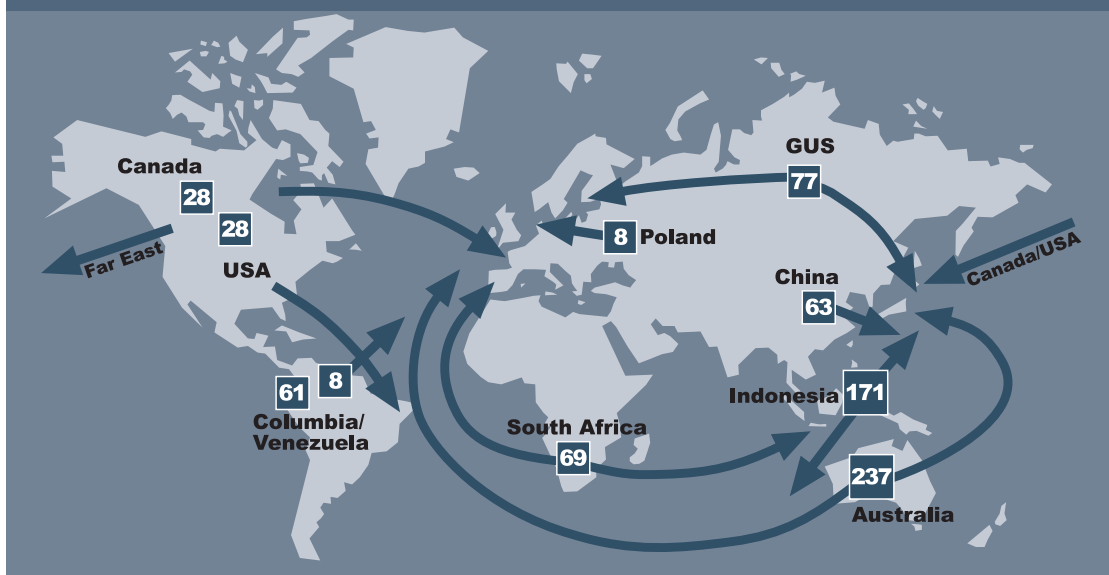 GUS
77
Canada
28
28
8 Poland
Far East
USA
Canada/USA
China
63
61
8
Indonesia
171
Columbia/
Venezuela
South Africa
69
237
Australia